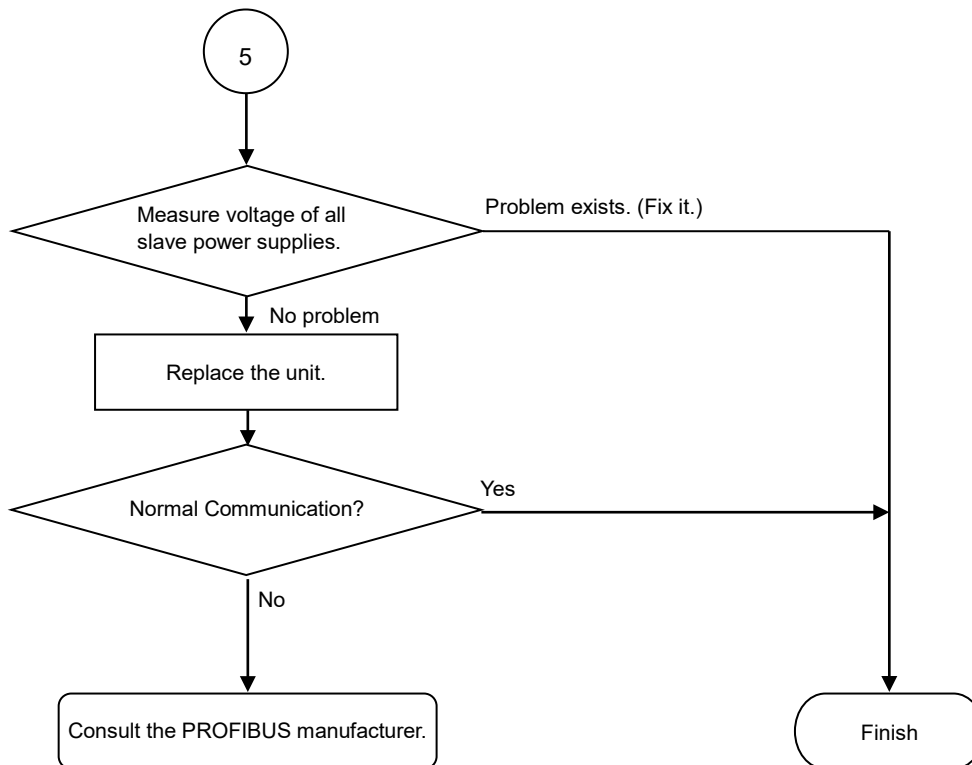 5
Measure voltage of all
slave power supplies.
Problem exists. (Fix it.)
No problem
Replace the unit.
Normal Communication?
Yes
No
Consult the PROFIBUS manufacturer.
Finish